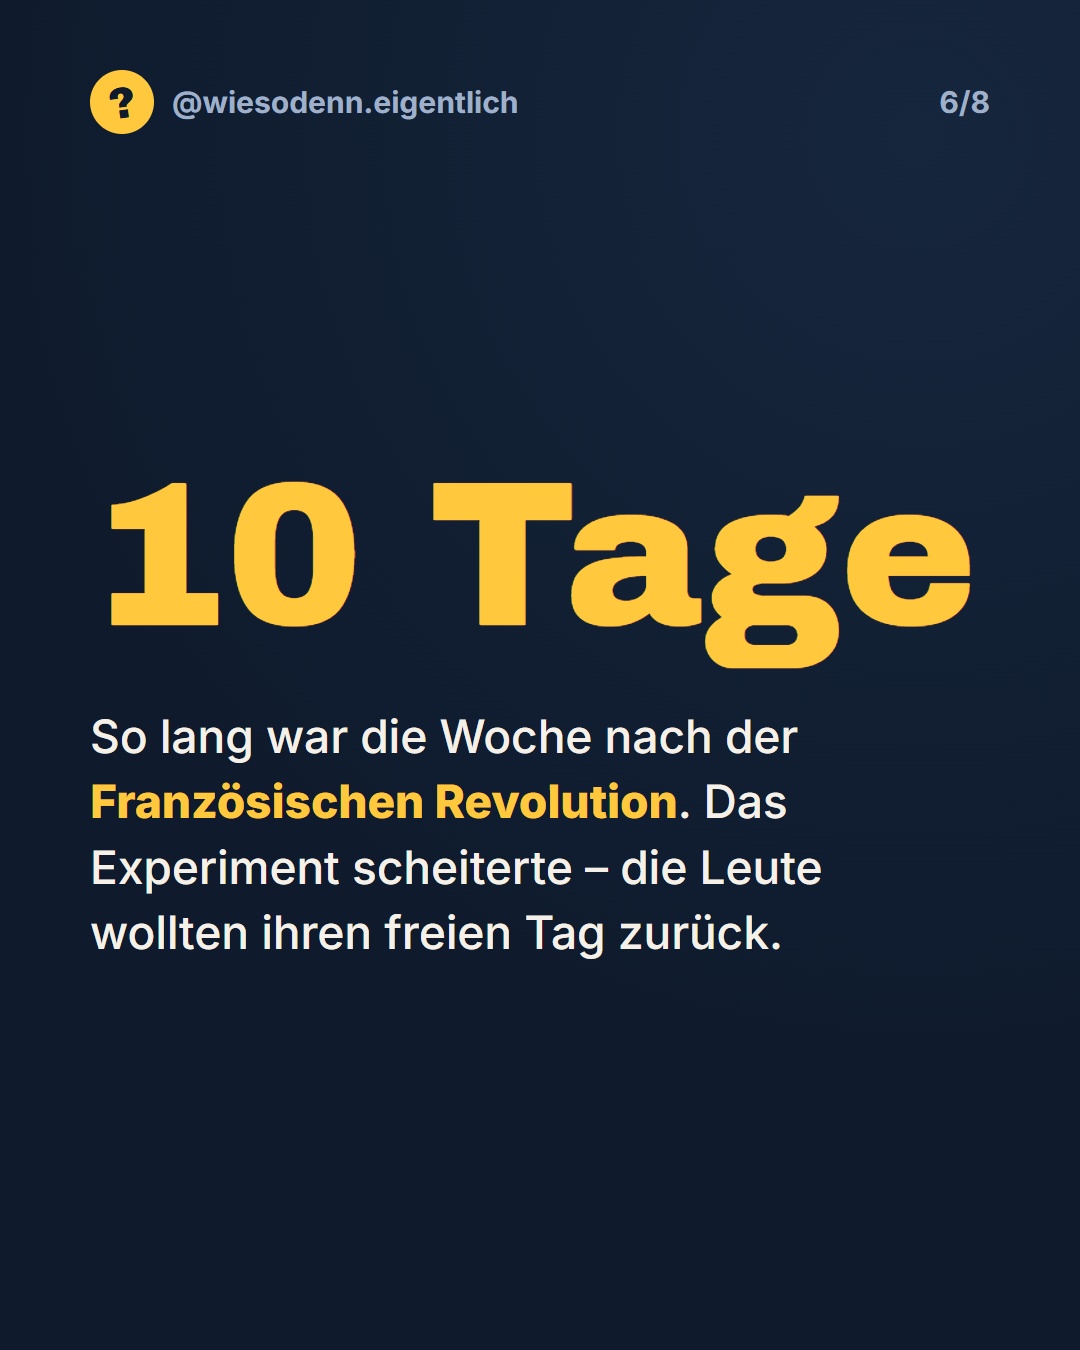 ?
@wiesodenn.eigentlich
6/8
10 Tage
So lang war die Woche nach der
Französischen Revolution. Das
Experiment scheiterte – die Leute
wollten ihren freien Tag zurück.